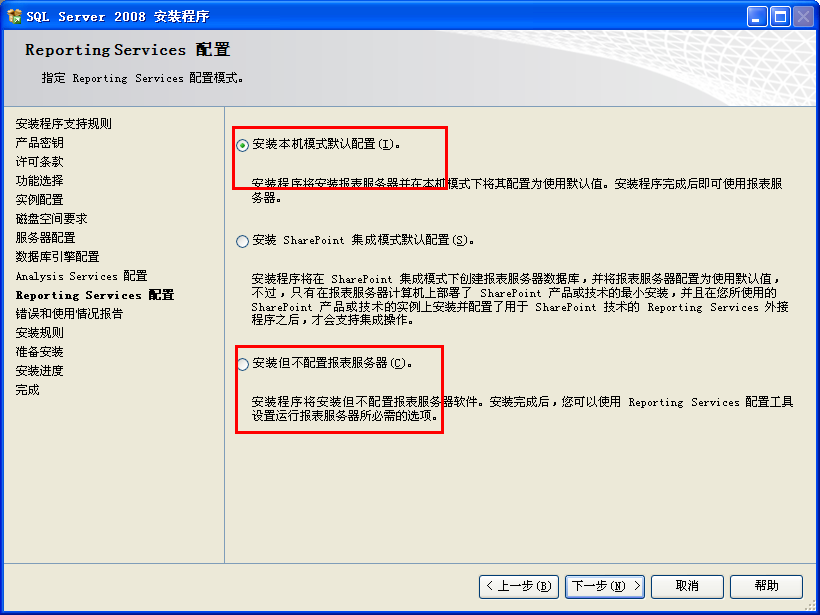 SQL Server 2008 安装程序
Reporting Services 配置
指定 Reporting Services 配置模式。
安装程序支持规则
产品密钥
许可条款
功能选择
实例配置
磁盘空间要求
服务器配置
数据库引擎配置
Analysis Services 配置
Reporting Services 配置
错误和使用情况报告
安装规则
准备安装
安装进度
完成
安装本机模式默认配置(I)。
安装程序将安装报表服务器并在本机模式下将其配置为使用默认值。安装程序完成后即可使用报表服
务器。
安装 SharePoint 集成模式默认配置(S)。
安装程序将在 SharePoint 集成模式下创建报表服务器数据库，并将报表服务器配置为使用默认值，
不过，只有在报表服务器计算机上部署了 SharePoint 产品或技术的最小安装，并且在您所使用的
SharePoint 产品或技术的实例上安装并配置了用于 SharePoint 技术的 Reporting Services 外接
程序之后，才会支持集成操作。
安装但不配置报表服务器(C)。
安装程序将安装但不配置报表服务器软件。安装完成后，您可以使用 Reporting Services 配置工具
设置运行报表服务器所必需的选项。
< 上一步(B)
下一步(N) >
取消
帮助